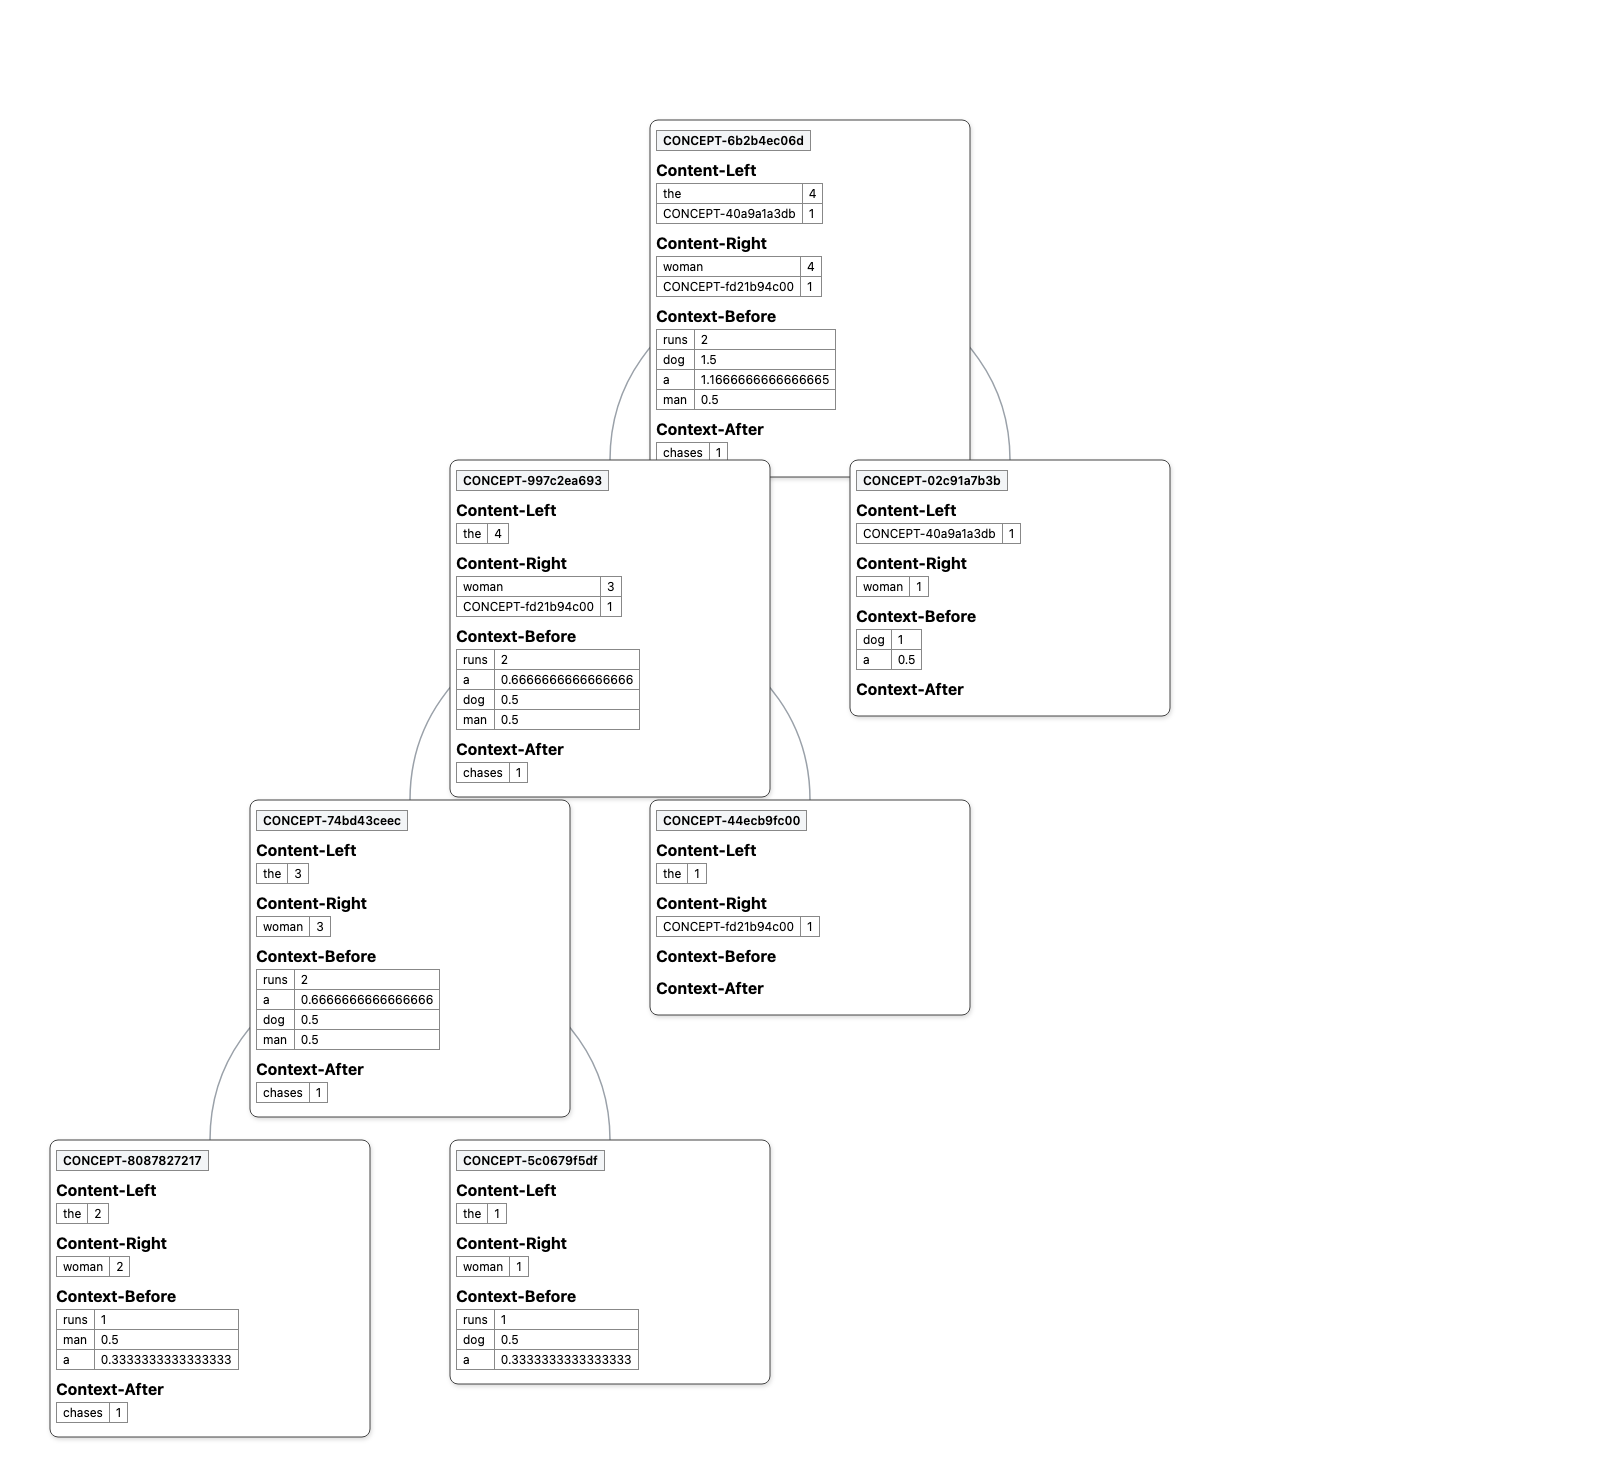 CONCEPT-6b2b4ec06d
Content-Left
the 4
CONCEPT-40a9a1a3db 1
Content-Right
woman 4
CONCEPT-fd21b94c00 1
Context-Before
runs 2
dog 1.5
a 1.1666666666666665
man 0.5
Context-After
chases 1
CONCEPT-997c2ea693
Content-Left
the 4
Content-Right
woman 3
CONCEPT-fd21b94c00 1
Context-Before
runs 2
a 0.6666666666666666
dog 0.5
man 0.5
Context-After
chases 1
CONCEPT-02c91a7b3b
Content-Left
CONCEPT-40a9a1a3db 1
Content-Right
woman 1
Context-Before
dog 1
a 0.5
Context-After
CONCEPT-74bd43ceec
Content-Left
the 3
Content-Right
woman 3
Context-Before
runs 2
a 0.6666666666666666
dog 0.5
man 0.5
Context-After
chases 1
CONCEPT-44ecb9fc00
Content-Left
the 1
Content-Right
CONCEPT-fd21b94c00 1
Context-Before
Context-After
CONCEPT-8087827217
Content-Left
the 2
Content-Right
woman 2
Context-Before
runs 1
man 0.5
a 0.3333333333333333
Context-After
chases 1
CONCEPT-5c0679f5df
Content-Left
the 1
Content-Right
woman 1
Context-Before
runs 1
dog 0.5
a 0.3333333333333333